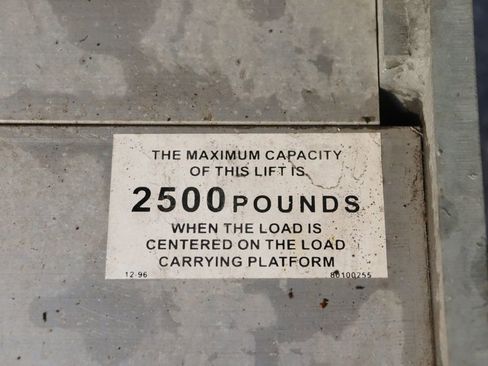 THE MAXIMUM CAPACITY
OF THIS LIFT IS
2500 POUNDS
WHEN THE LOAD IS
CENTERED ON THE LOAD
CARRYING PLATFORM
12-96 80100255